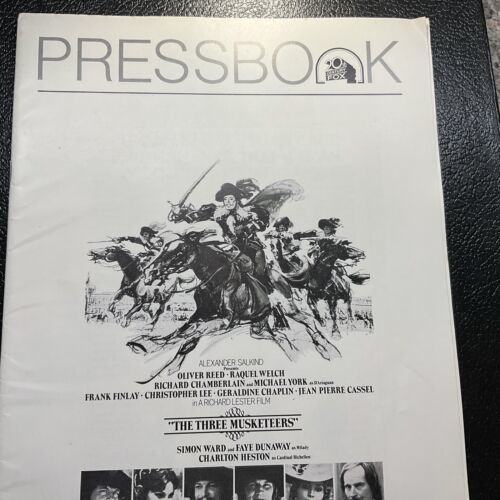 PRESSBOOK
FOX
ALEXANDER SALKIND
Presents
OLIVER REED · RAQUEL WELCH
RICHARD CHAMBERLAIN and MICHAEL YORK as D'Artagnan
FRANK FINLAY · CHRISTOPHER LEE · GERALDINE CHAPLIN · JEAN PIERRE CASSEL
in A RICHARD LESTER FILM
"THE THREE MUSKETEERS"
SIMON WARD and FAYE DUNAWAY as Milady
CHARLTON HESTON as Cardinal Richelieu